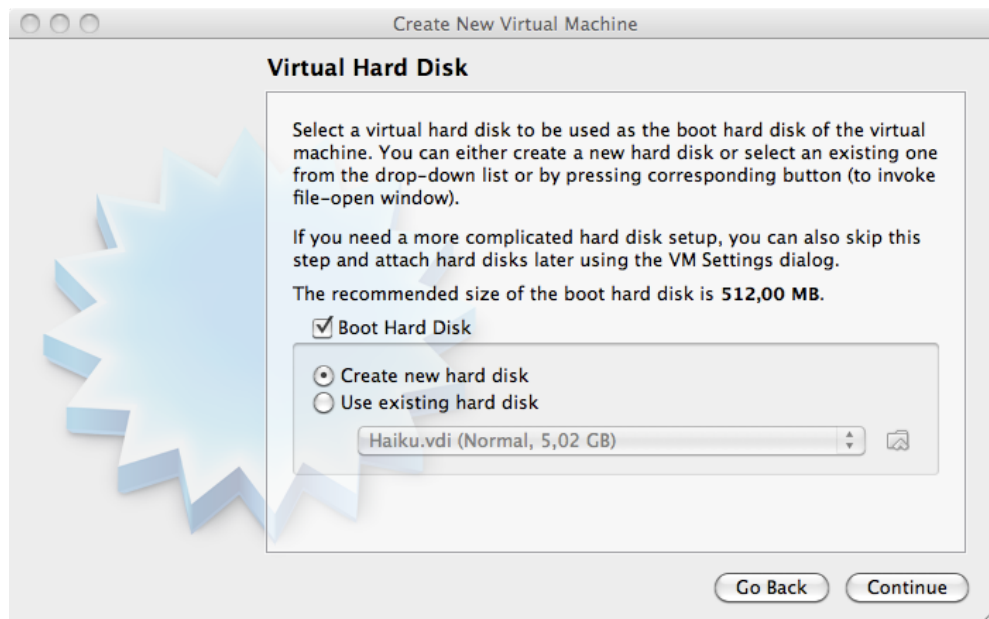 Create New Virtual Machine
Virtual Hard Disk
Select a virtual hard disk to be used as the boot hard disk of the virtual
machine. You can either create a new hard disk or select an existing one
from the drop-down list or by pressing corresponding button (to invoke
file-open window).
If you need a more complicated hard disk setup, you can also skip this
step and attach hard disks later using the VM Settings dialog.
The recommended size of the boot hard disk is 512,00 MB.
Boot Hard Disk
Create new hard disk
Use existing hard disk
Haiku.vdi (Normal, 5,02 GB)
Go Back Continue